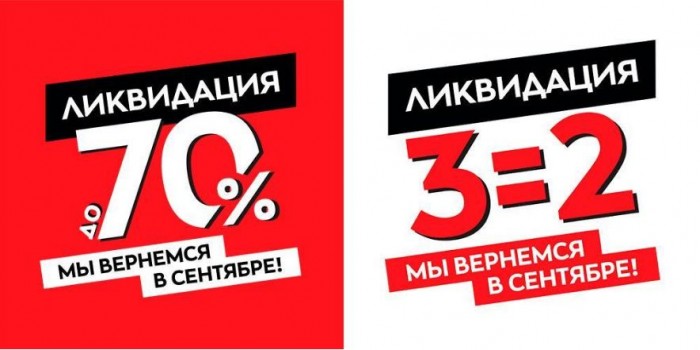 ЛИКВИДАЦИЯ
ДО 70%
МЫ ВЕРНЕМСЯ
В СЕНТЯБРЕ!
ЛИКВИДАЦИЯ
3=2
МЫ ВЕРНЕМСЯ
В СЕНТЯБРЕ!